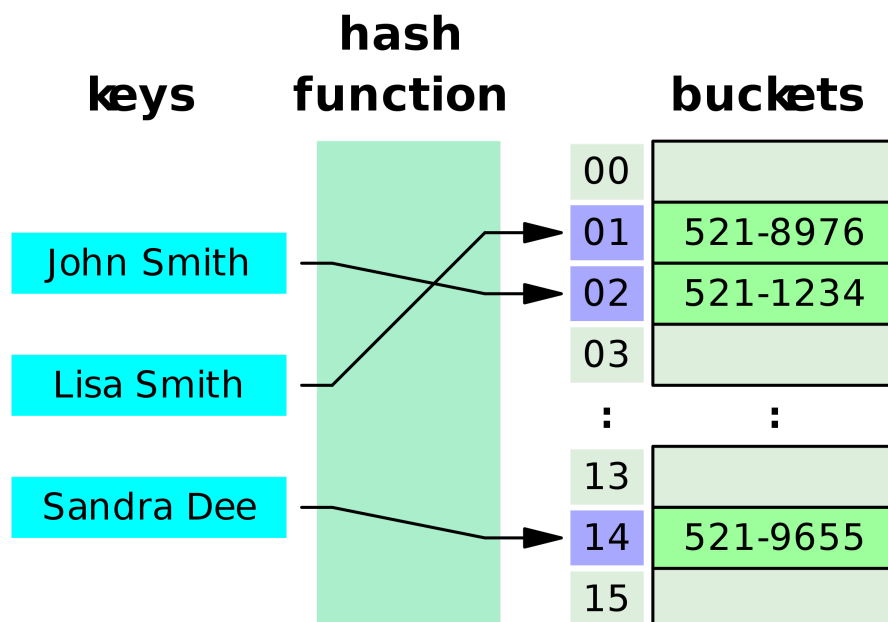 keys
hash
function
buckets
John Smith
Lisa Smith
Sandra Dee
00
01 521-8976
02 521-1234
03
: :
13
14 521-9655
15